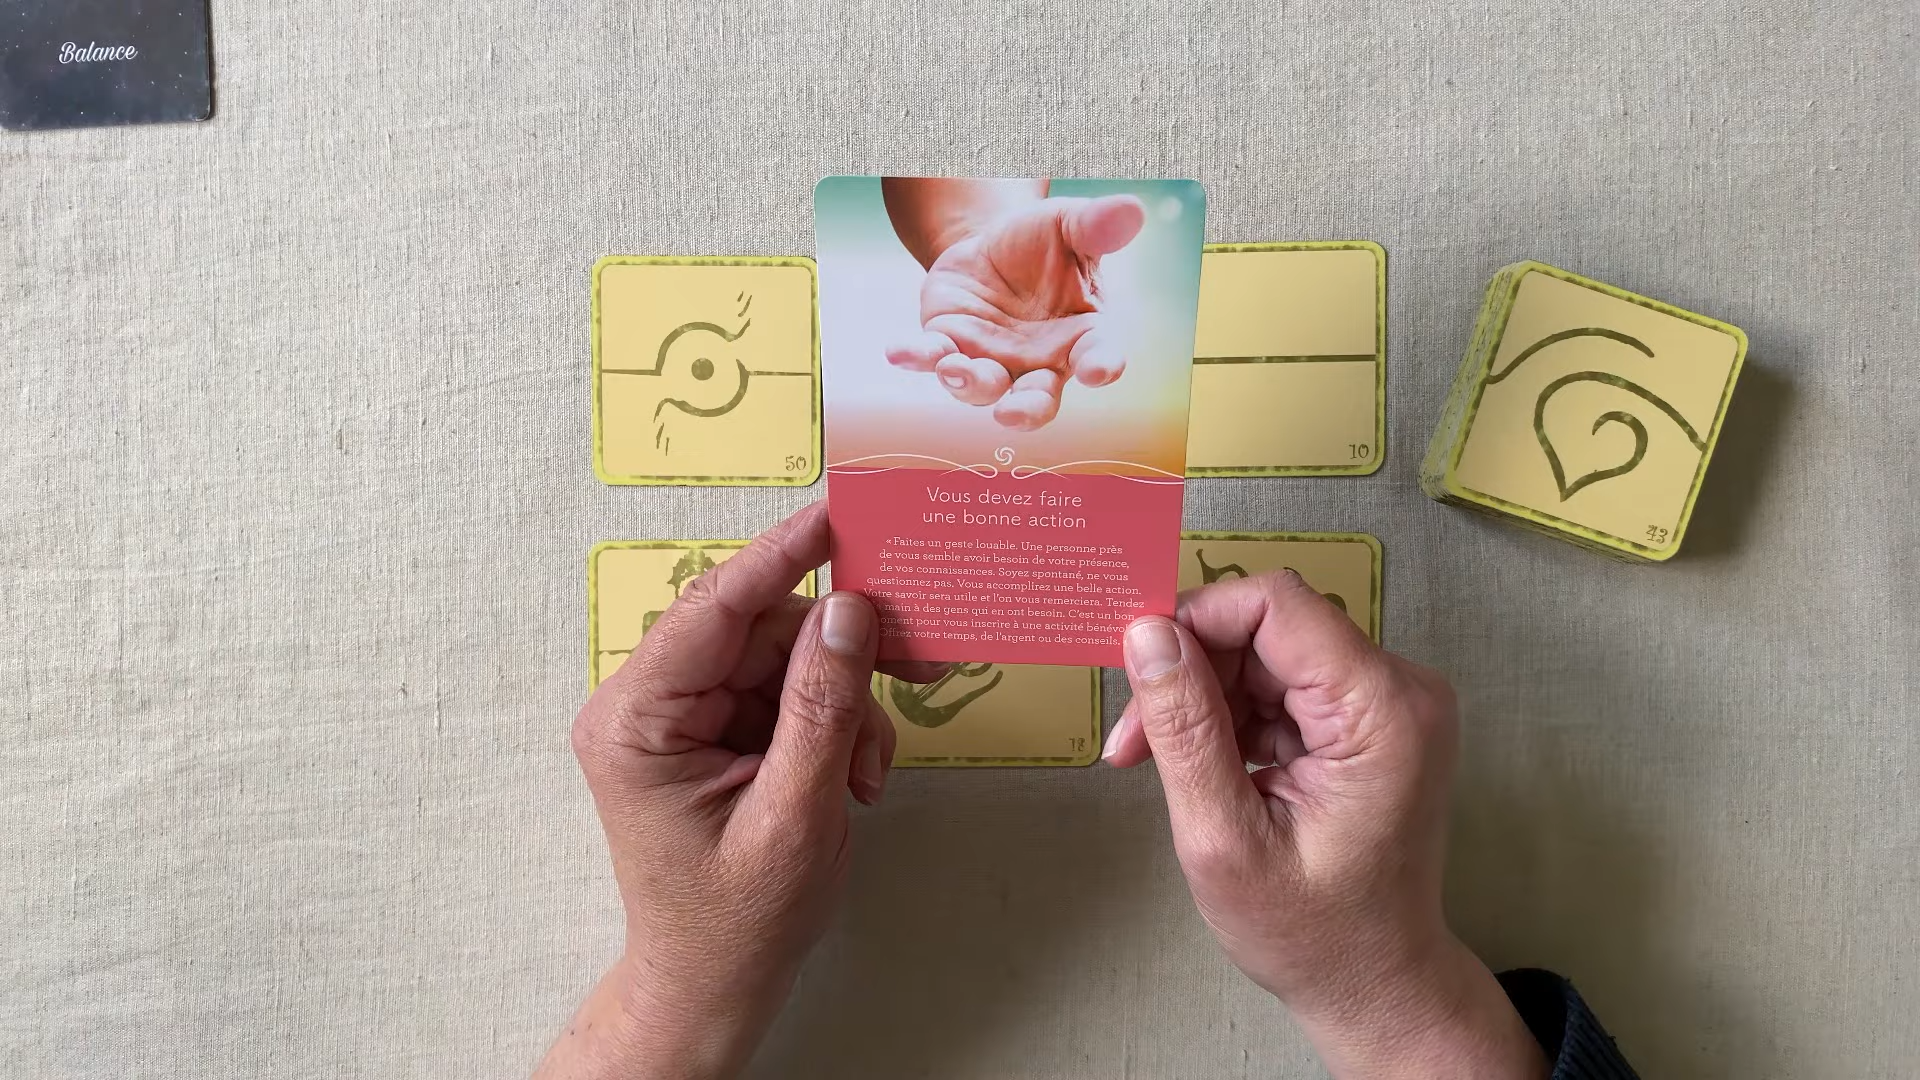 Balance
50
10
43
Vous devez faire
une bonne action
« Faites un geste louable. Une personne près
de vous semble avoir besoin de votre présence,
de vos connaissances. Soyez spontané, ne vous
questionnez pas. Vous accomplirez une belle action.
Votre savoir sera utile et l'on vous remerciera. Tendez
main à des gens qui en ont besoin. C'est un bon
oment pour vous inscrire à une activité bénévol
Offrez votre temps, de l'argent ou des conseils.
18